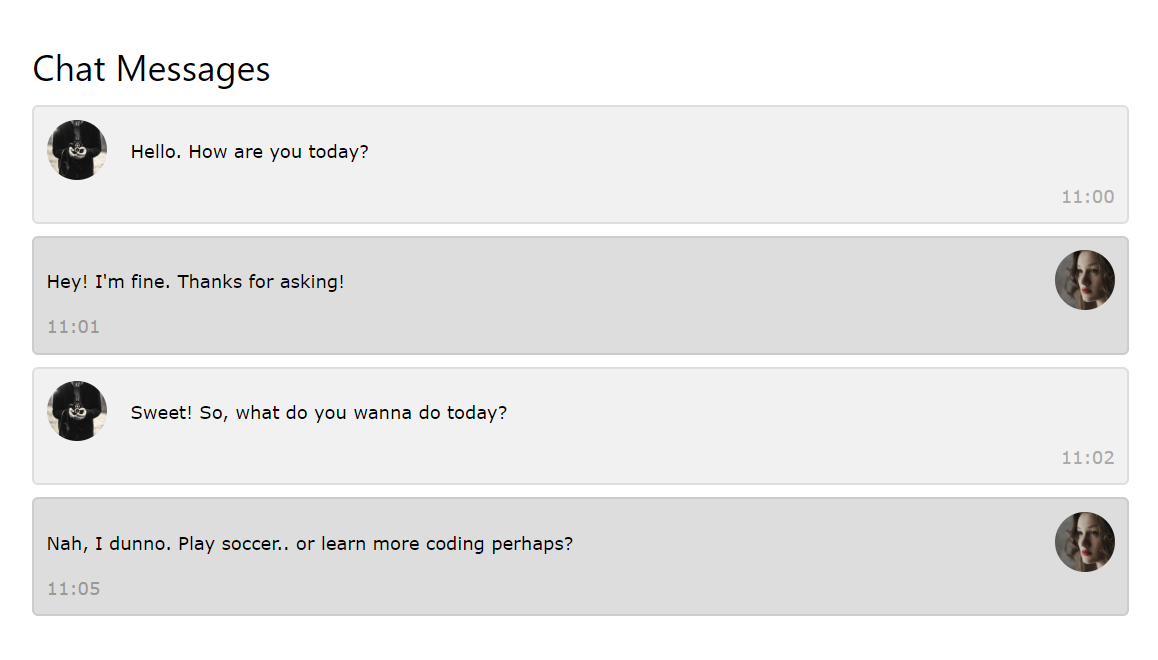 Chat Messages
Hello. How are you today?
11:00
Hey! I'm fine. Thanks for asking!
11:01
Sweet! So, what do you wanna do today?
11:02
Nah, I dunno. Play soccer.. or learn more coding perhaps?
11:05